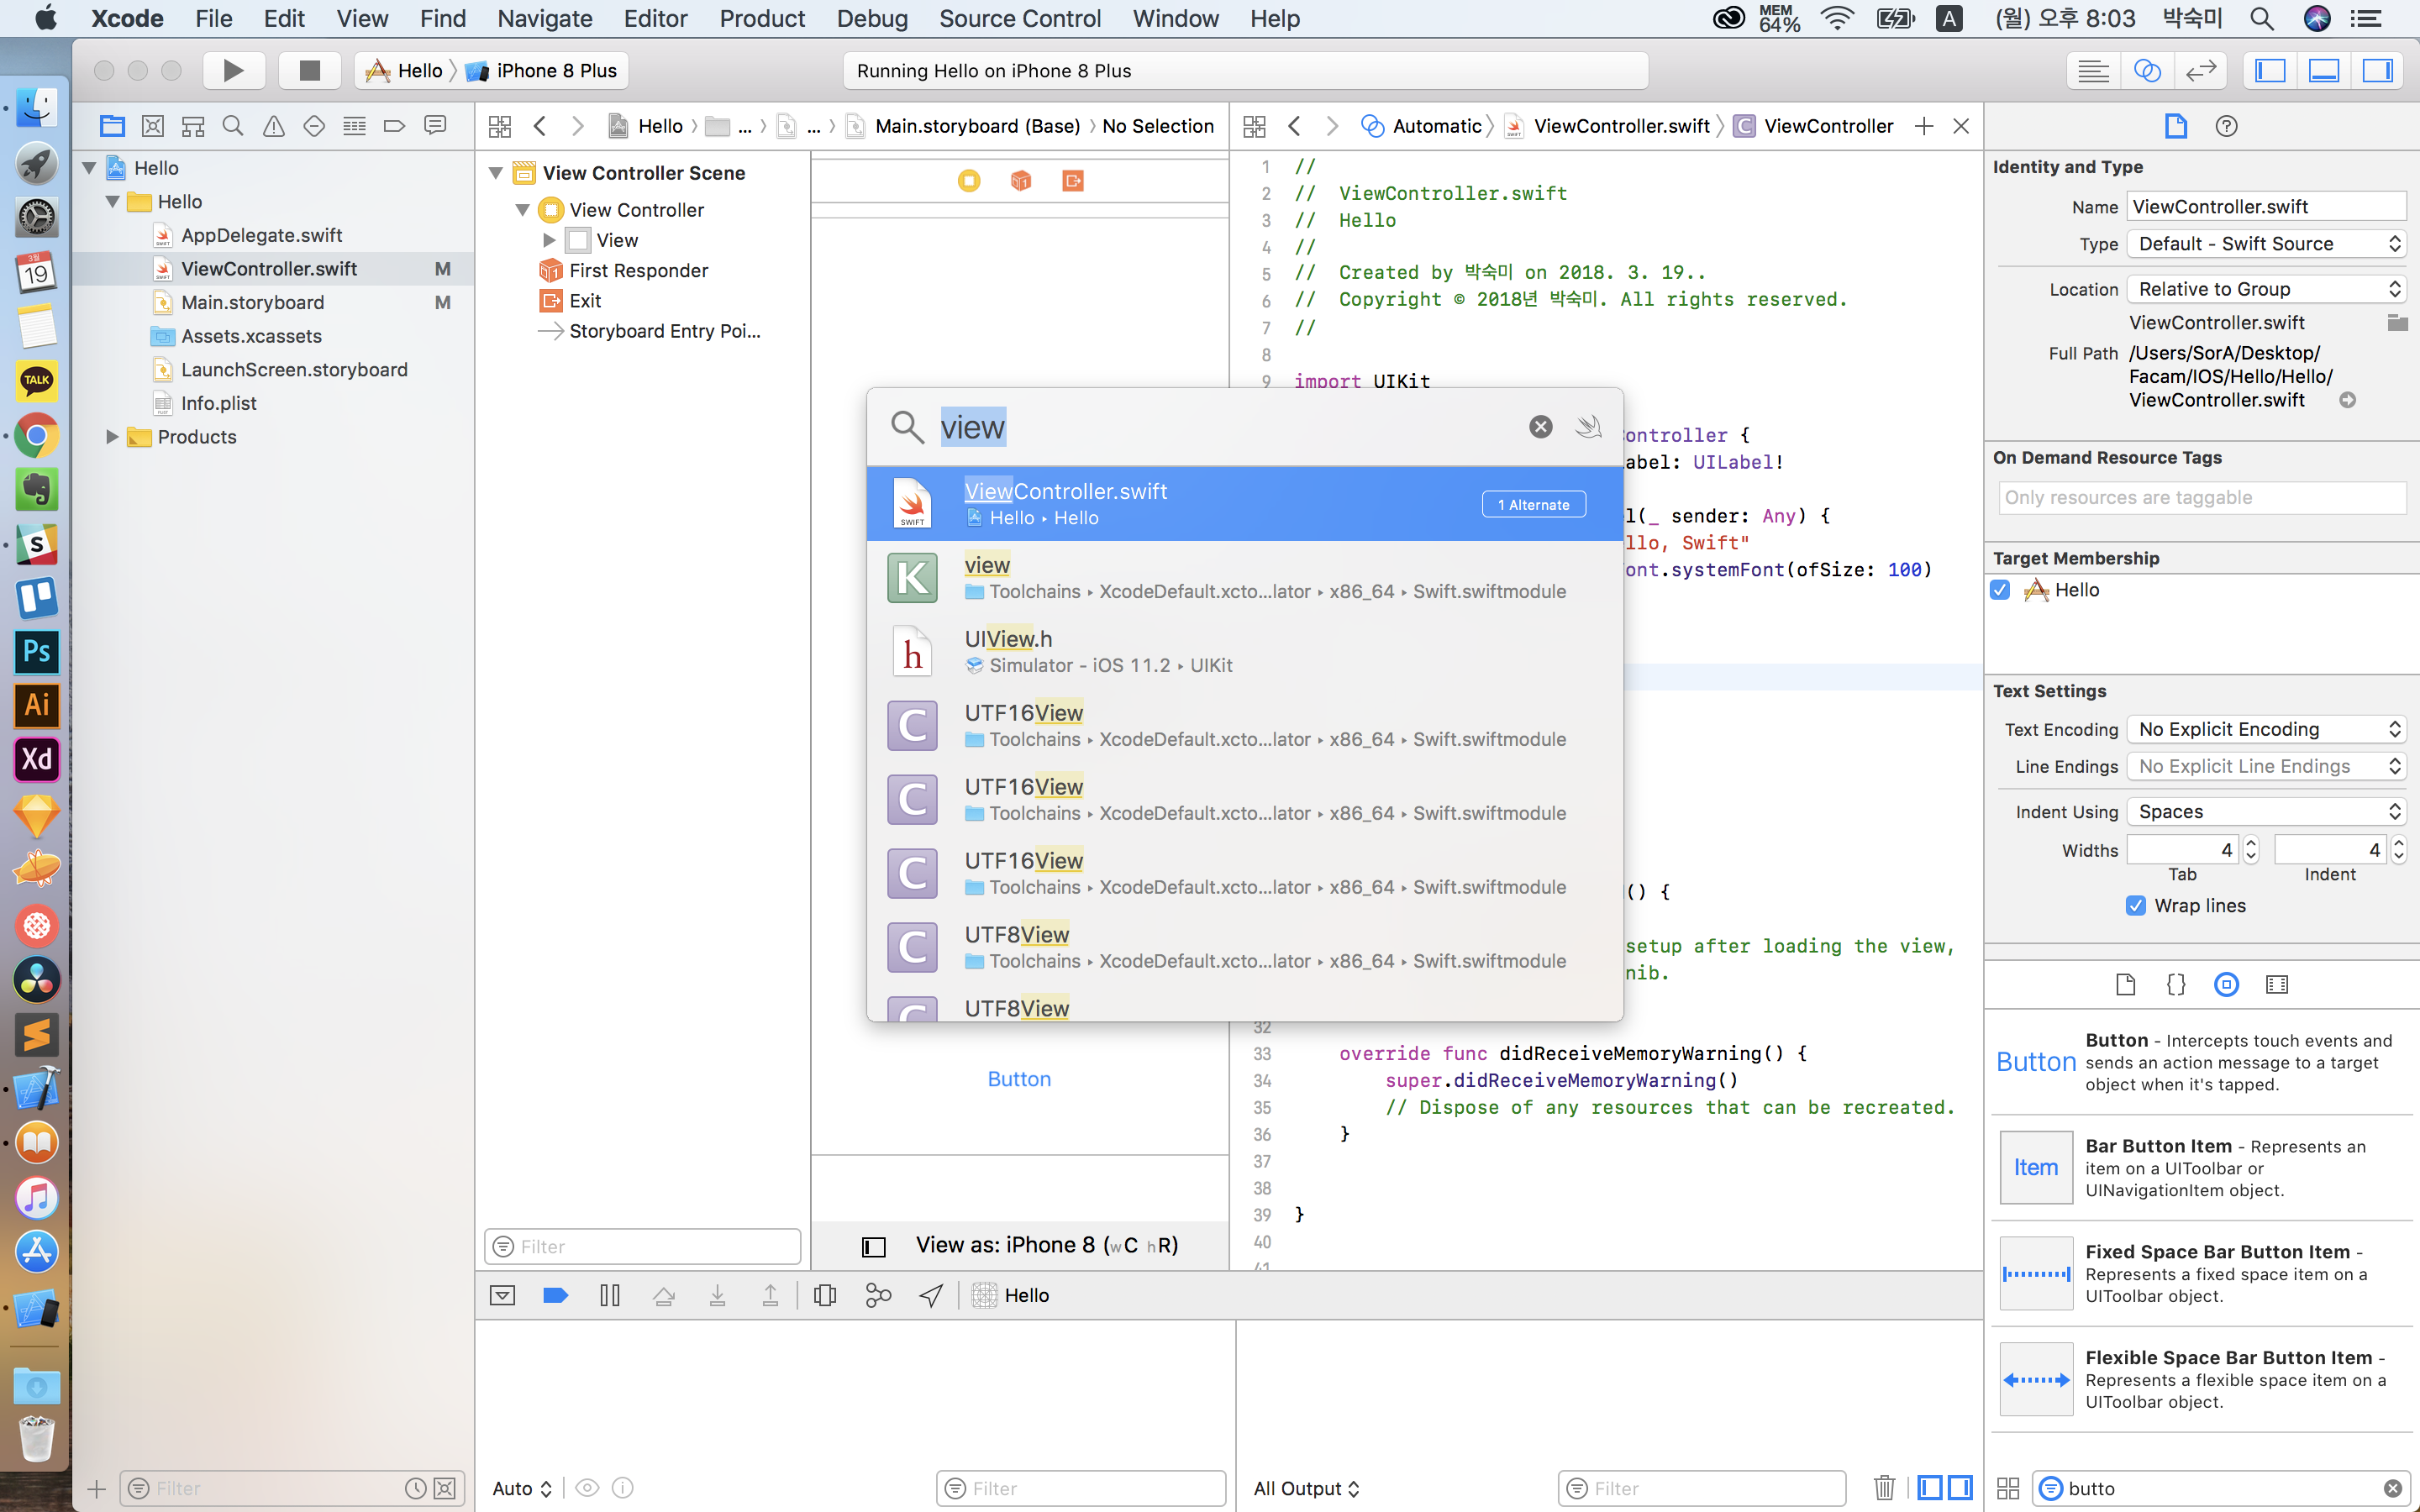 Xcode File Edit View Find Navigate Editor Product Debug Source Control Window Help MEM 64% A (월) 오후 8:03 박숙미
Hello 〉 iPhone 8 Plus
Running Hello on iPhone 8 Plus
Hello 〉 ... 〉 ... 〉 Main.storyboard (Base) 〉 No Selection
Automatic 〉 ViewController.swift 〉 C ViewController
Hello
Hello
AppDelegate.swift
ViewController.swift M
Main.storyboard M
Assets.xcassets
LaunchScreen.storyboard
Info.plist
Products
Filter
View Controller Scene
View Controller
View
First Responder
Exit
Storyboard Entry Poi...
Filter
Button
View as: iPhone 8 (wC hR)
1 //
2 //  ViewController.swift
3 //  Hello
4 //
5 //  Created by 박숙미 on 2018. 3. 19..
6 //  Copyright © 2018년 박숙미. All rights reserved.
7 //
8
9 import UIKit
ontroller {
abel: UILabel!
l(_ sender: Any) {
llo, Swift"
ont.systemFont(ofSize: 100)
() {
setup after loading the view,
nib.
32
33 override func didReceiveMemoryWarning() {
34 super.didReceiveMemoryWarning()
35 // Dispose of any resources that can be recreated.
36 }
37
38
39 }
40
41
view
ViewController.swift
Hello ▸ Hello
1 Alternate
K view
Toolchains ▸ XcodeDefault.xcto...lator ▸ x86_64 ▸ Swift.swiftmodule
h UIView.h
Simulator - iOS 11.2 ▸ UIKit
C UTF16View
Toolchains ▸ XcodeDefault.xcto...lator ▸ x86_64 ▸ Swift.swiftmodule
C UTF16View
Toolchains ▸ XcodeDefault.xcto...lator ▸ x86_64 ▸ Swift.swiftmodule
C UTF16View
Toolchains ▸ XcodeDefault.xcto...lator ▸ x86_64 ▸ Swift.swiftmodule
C UTF8View
Toolchains ▸ XcodeDefault.xcto...lator ▸ x86_64 ▸ Swift.swiftmodule
C UTF8View
Hello
Auto
Filter
All Output
Filter
Identity and Type
Name ViewController.swift
Type Default - Swift Source
Location Relative to Group
ViewController.swift
Full Path /Users/SorA/Desktop/
Facam/IOS/Hello/Hello/
ViewController.swift
On Demand Resource Tags
Only resources are taggable
Target Membership
Hello
Text Settings
Text Encoding No Explicit Encoding
Line Endings No Explicit Line Endings
Indent Using Spaces
Widths 4 4
Tab Indent
Wrap lines
Button
Button - Intercepts touch events and
sends an action message to a target
object when it's tapped.
Item
Bar Button Item - Represents an
item on a UIToolbar or
UINavigationItem object.
Fixed Space Bar Button Item -
Represents a fixed space item on a
UIToolbar object.
Flexible Space Bar Button Item -
Represents a flexible space item on a
UIToolbar object.
butto
3월
19
TALK
S
Ps
Ai
Xd